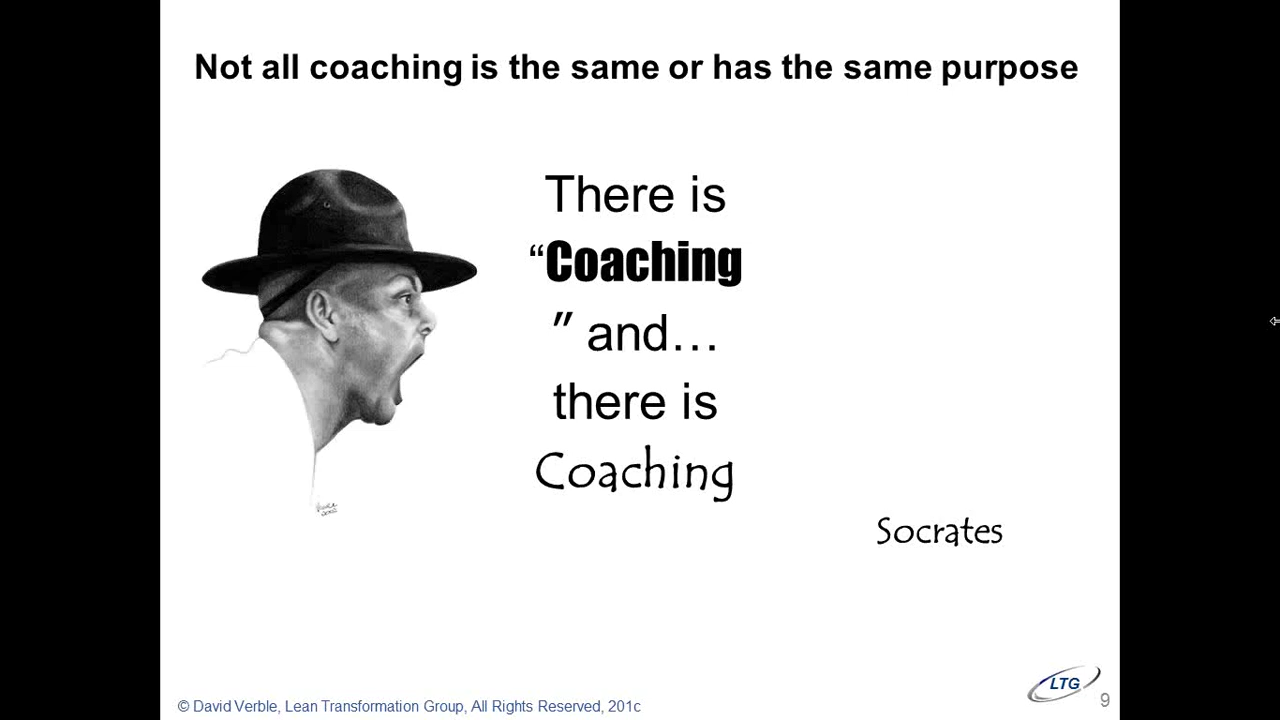 Not all coaching is the same or has the same purpose
There is
“Coaching
” and…
there is
Coaching
Socrates
© David Verble, Lean Transformation Group, All Rights Reserved, 201c
LTG
9